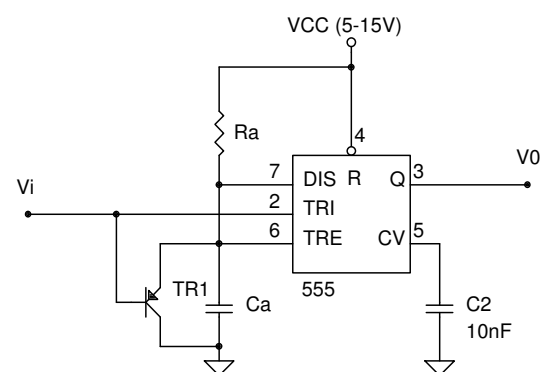 VCC (5-15V)
Ra
4
7 DIS R Q 3 V0
Vi 2 TRI
6 TRE CV 5
TR1 Ca 555 C2
10nF